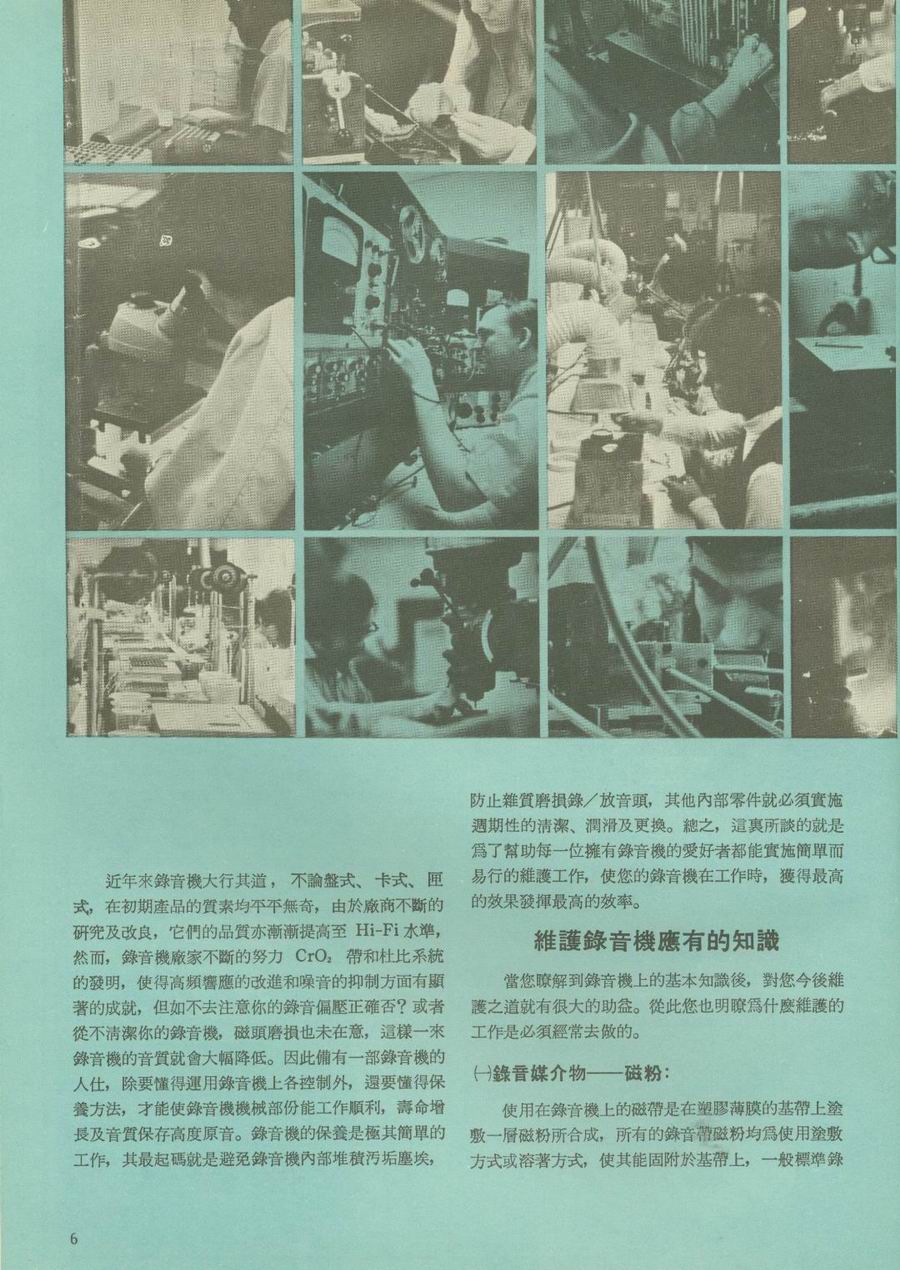 近年來錄音機大行其道，不論盤式、卡式、匣
式，在初期產品的質素均平平無奇，由於廠商不斷的
研究及改良，它們的品質亦漸漸提高至 Hi-Fi 水準，
然而，錄音機廠家不斷的努力 CrO₂ 帶和杜比系統
的發明，使得高頻響應的改進和噪音的抑制方面有顯
著的成就，但如不去注意你的錄音偏壓正確否？或者
從不清潔你的錄音機，磁頭磨損也未在意，這樣一來
錄音機的音質就會大幅降低。因此備有一部錄音機的
人仕，除要懂得運用錄音機上各控制外，還要懂得保
養方法，才能使錄音機機械部份能工作順利，壽命增
長及音質保存高度原音。錄音機的保養是極其簡單的
工作，其最起碼就是避免錄音機內部堆積污垢塵埃，
防止雜質磨損錄／放音頭，其他內部零件就必須實施
週期性的清潔、潤滑及更換。總之，這裏所談的就是
爲了幫助每一位擁有錄音機的愛好者都能實施簡單而
易行的維護工作，使您的錄音機在工作時，獲得最高
的效果發揮最高的效率。
維護錄音機應有的知識
當您瞭解到錄音機上的基本知識後，對您今後維
護之道就有很大的助益。從此您也明瞭爲什麽維護的
工作是必須經常去做的。
㈠錄音媒介物——磁粉：
使用在錄音機上的磁帶是在塑膠薄膜的基帶上塗
敷一層磁粉所合成，所有的錄音帶磁粉均爲使用塗敷
方式或溶著方式，使其能固附於基帶上，一般標準錄
6